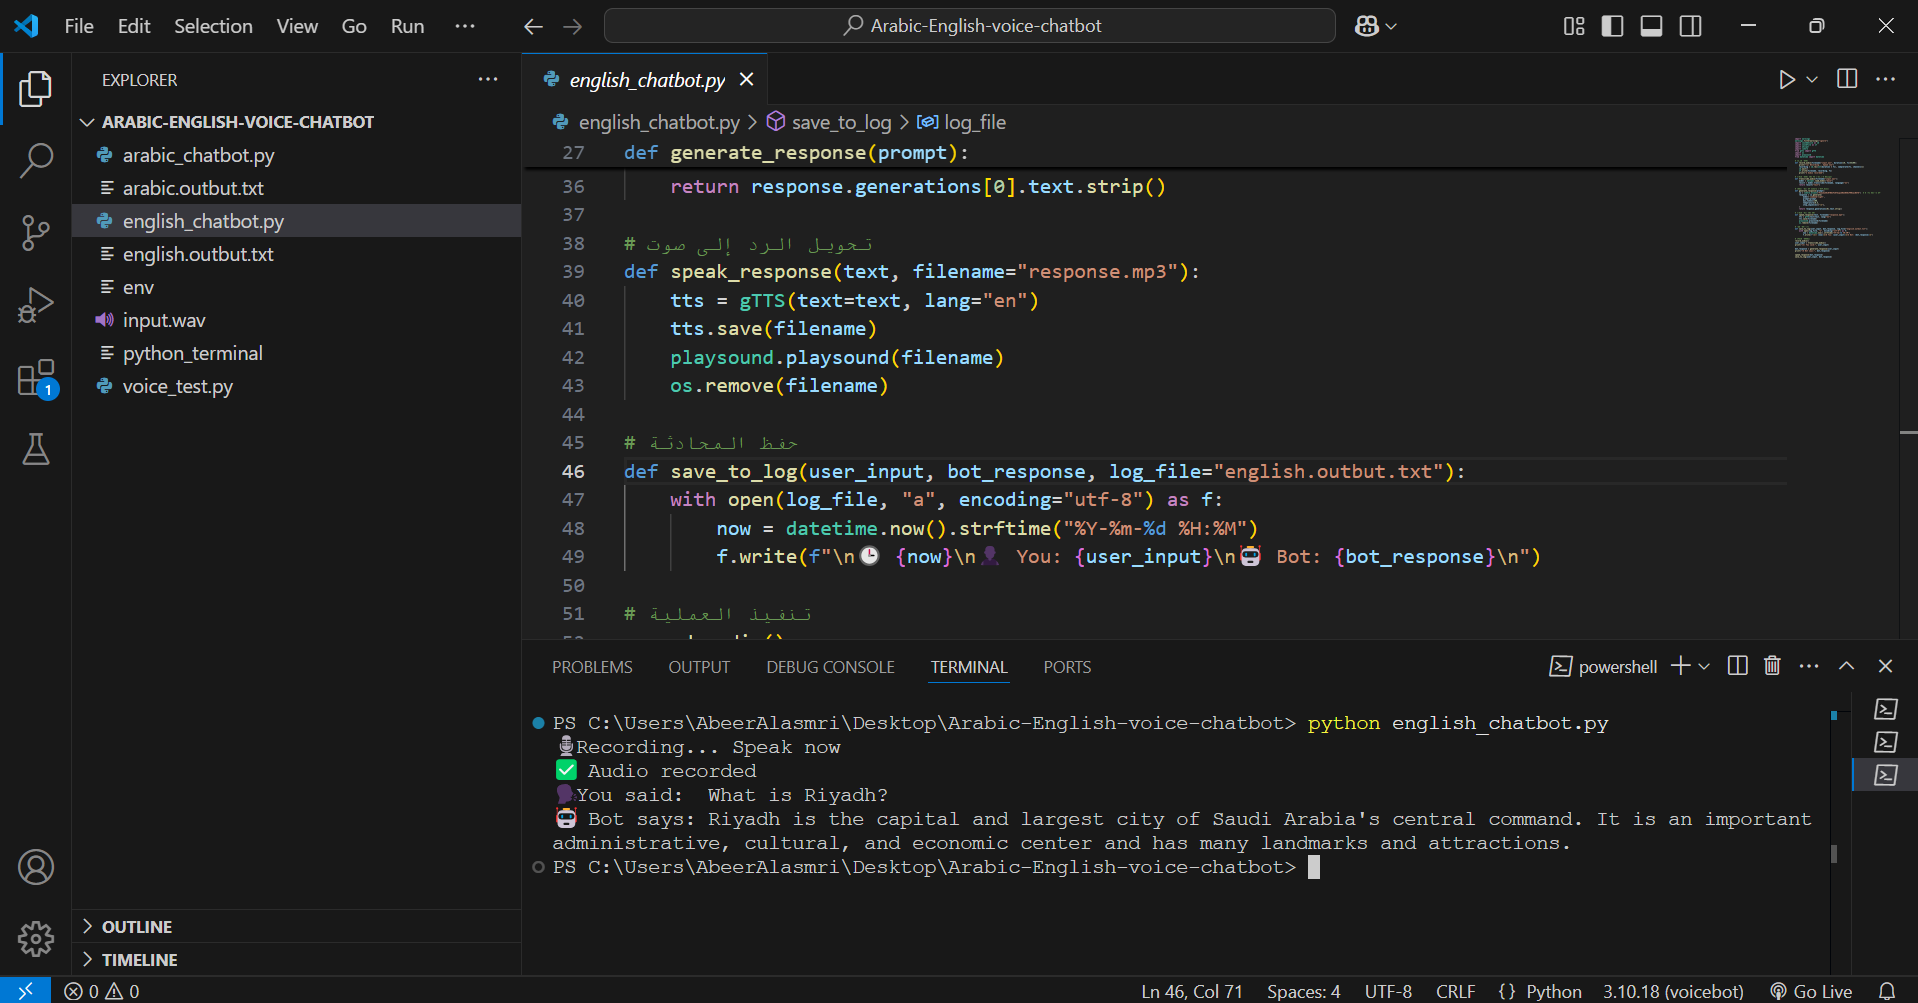 File Edit Selection View Go Run ···
Arabic-English-voice-chatbot
EXPLORER
ARABIC-ENGLISH-VOICE-CHATBOT
arabic_chatbot.py
arabic.outbut.txt
english_chatbot.py
english.outbut.txt
env
input.wav
python_terminal
voice_test.py
OUTLINE
TIMELINE
1
english_chatbot.py
english_chatbot.py > save_to_log > log_file
27 def generate_response(prompt):
36 return response.generations[0].text.strip()
37
38 # تحويل الرد إلى صوت
39 def speak_response(text, filename="response.mp3"):
40 tts = gTTS(text=text, lang="en")
41 tts.save(filename)
42 playsound.playsound(filename)
43 os.remove(filename)
44
45 # حفظ المحادثة
46 def save_to_log(user_input, bot_response, log_file="english.outbut.txt"):
47 with open(log_file, "a", encoding="utf-8") as f:
48 now = datetime.now().strftime("%Y-%m-%d %H:%M")
49 f.write(f"\n🕒 {now}\n👤 You: {user_input}\n🤖 Bot: {bot_response}\n")
50
51 # تنفيذ العملية
PROBLEMS OUTPUT DEBUG CONSOLE TERMINAL PORTS
powershell
PS C:\Users\AbeerAlasmri\Desktop\Arabic-English-voice-chatbot> python english_chatbot.py
🎙️Recording... Speak now
✅ Audio recorded
🗣️You said:  What is Riyadh?
🤖 Bot says: Riyadh is the capital and largest city of Saudi Arabia's central command. It is an important
administrative, cultural, and economic center and has many landmarks and attractions.
PS C:\Users\AbeerAlasmri\Desktop\Arabic-English-voice-chatbot>
0 0
Ln 46, Col 71 Spaces: 4 UTF-8 CRLF {} Python 3.10.18 (voicebot) Go Live